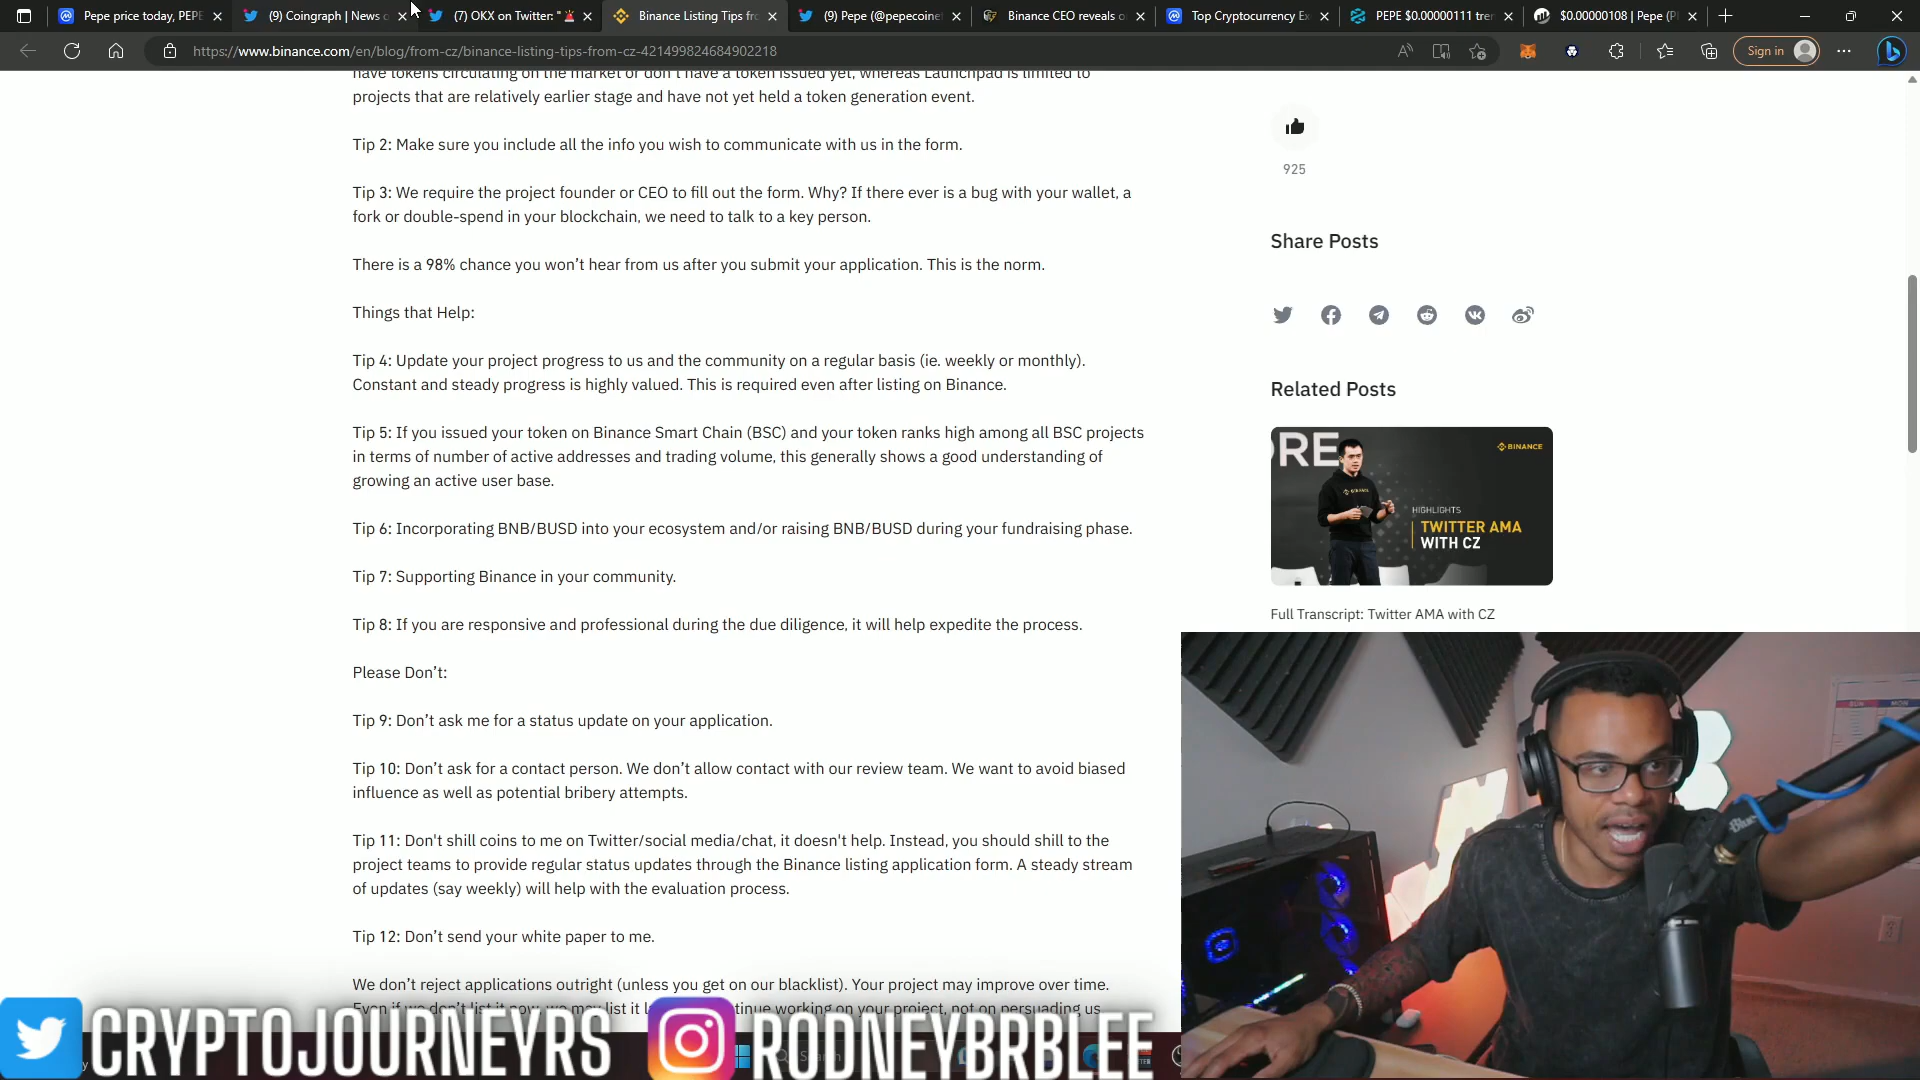 Pepe price today, PEPE
(9) Coingraph | News
(7) OKX on Twitter: "
Binance Listing Tips fr
(9) Pepe (@pepecoine
Binance CEO reveals o
Top Cryptocurrency Ex
PEPE $0.00000111 tre
$0.00000108 | Pepe (P
https://www.binance.com/en/blog/from-cz/binance-listing-tips-from-cz-421499824684902218
Sign in
have tokens circulating on the market or don't have a token issued yet, whereas Launchpad is limited to
projects that are relatively earlier stage and have not yet held a token generation event.
Tip 2: Make sure you include all the info you wish to communicate with us in the form.
Tip 3: We require the project founder or CEO to fill out the form. Why? If there ever is a bug with your wallet, a
fork or double-spend in your blockchain, we need to talk to a key person.
There is a 98% chance you won't hear from us after you submit your application. This is the norm.
Things that Help:
Tip 4: Update your project progress to us and the community on a regular basis (ie. weekly or monthly).
Constant and steady progress is highly valued. This is required even after listing on Binance.
Tip 5: If you issued your token on Binance Smart Chain (BSC) and your token ranks high among all BSC projects
in terms of number of active addresses and trading volume, this generally shows a good understanding of
growing an active user base.
Tip 6: Incorporating BNB/BUSD into your ecosystem and/or raising BNB/BUSD during your fundraising phase.
Tip 7: Supporting Binance in your community.
Tip 8: If you are responsive and professional during the due diligence, it will help expedite the process.
Please Don't:
Tip 9: Don't ask me for a status update on your application.
Tip 10: Don't ask for a contact person. We don't allow contact with our review team. We want to avoid biased
influence as well as potential bribery attempts.
Tip 11: Don't shill coins to me on Twitter/social media/chat, it doesn't help. Instead, you should shill to the
project teams to provide regular status updates through the Binance listing application form. A steady stream
of updates (say weekly) will help with the evaluation process.
Tip 12: Don't send your white paper to me.
We don't reject applications outright (unless you get on our blacklist). Your project may improve over time.
Even if we don't list it now, we may list it l tinue working on your project, not on persuading us
925
Share Posts
Related Posts
RE
BINANCE
HIGHLIGHTS
TWITTER AMA
WITH CZ
Full Transcript: Twitter AMA with CZ
CRYPTOJOURNEYRS
RODNEYBRBLEE
Search